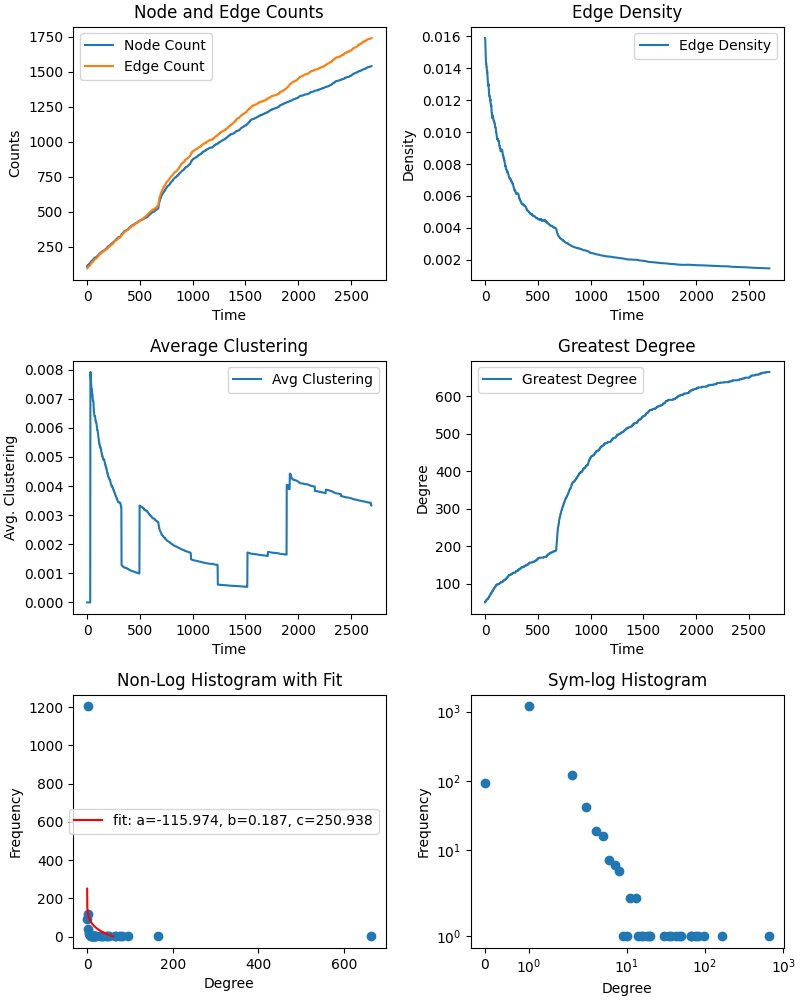 Node and Edge Counts
Node Count
Edge Count
1750
1500
1250
1000
750
500
250
Counts
0 500 1000 1500 2000 2500
Time
Edge Density
Edge Density
0.016
0.014
0.012
0.010
0.008
0.006
0.004
0.002
Density
0 500 1000 1500 2000 2500
Time
Average Clustering
Avg Clustering
0.008
0.007
0.006
0.005
0.004
0.003
0.002
0.001
0.000
Avg. Clustering
0 500 1000 1500 2000 2500
Time
Greatest Degree
Greatest Degree
600
500
400
300
200
100
Degree
0 500 1000 1500 2000 2500
Time
Non-Log Histogram with Fit
1200
1000
800
600
400
200
0
Frequency
fit: a=-115.974, b=0.187, c=250.938
0 200 400 600
Degree
Sym-log Histogram
10³
10²
10¹
10⁰
Frequency
0 10⁰ 10¹ 10² 10³
Degree